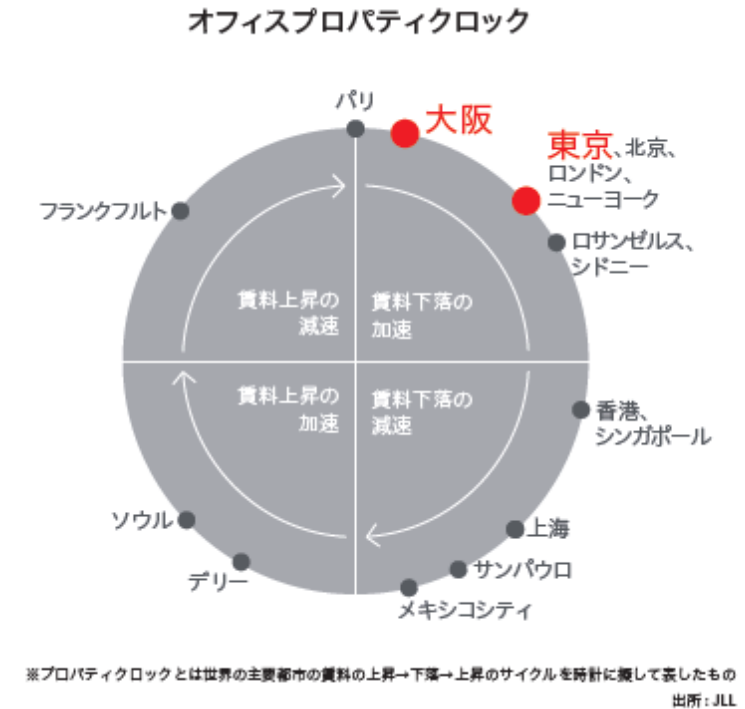 オフィスプロパティクロック
パリ
大阪
東京、北京、
ロンドン、
ニューヨーク
フランクフルト
ロサンゼルス、
シドニー
賃料上昇の
減速
賃料下落の
加速
賃料上昇の
加速
賃料下落の
減速
香港、
シンガポール
ソウル
上海
デリー
サンパウロ
メキシコシティ
※プロパティクロックとは世界の主要都市の賃料の上昇→下落→上昇のサイクルを時計に擬して表したもの
出所：JLL